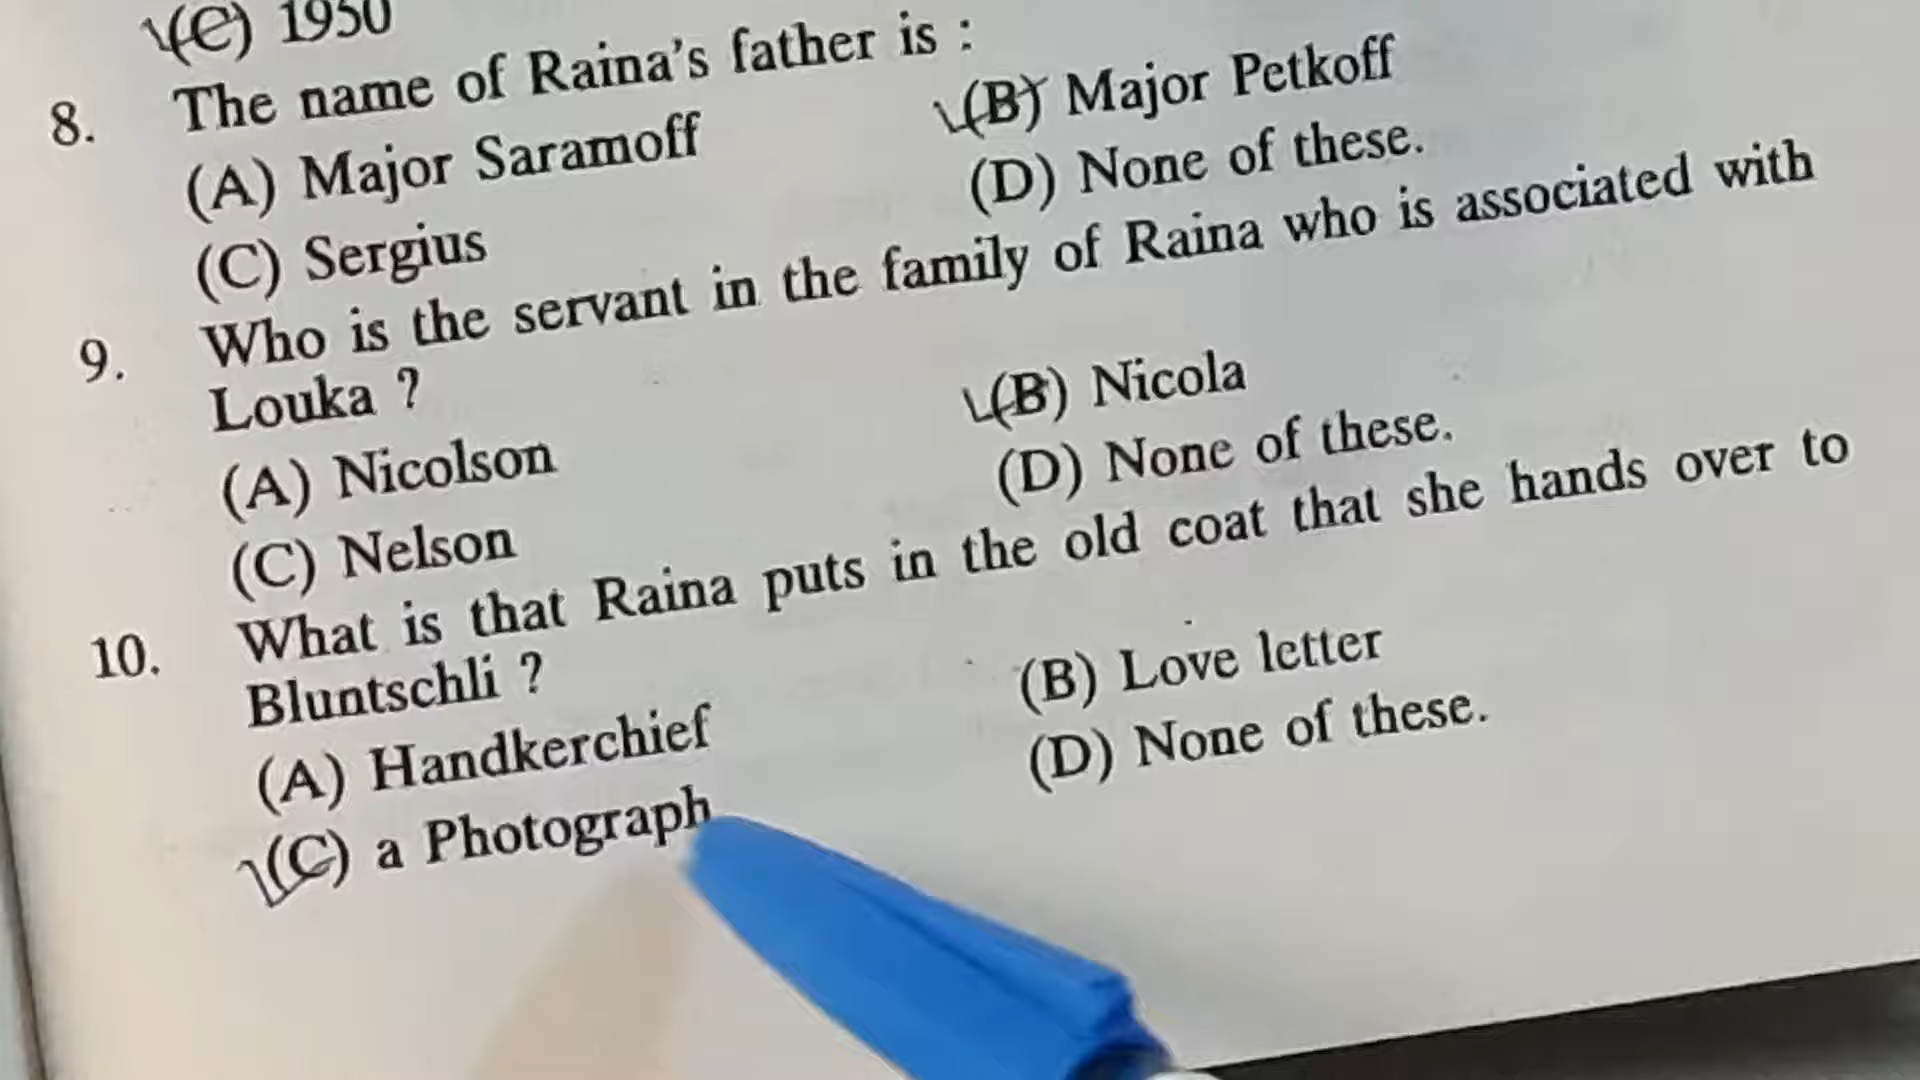 (C) 1950
8. The name of Raina's father is :
(A) Major Saramoff (B) Major Petkoff
(C) Sergius (D) None of these.
9. Who is the servant in the family of Raina who is associated with
Louka ?
(A) Nicolson (B) Nicola
(C) Nelson (D) None of these.
10. What is that Raina puts in the old coat that she hands over to
Bluntschli ?
(A) Handkerchief (B) Love letter
(C) a Photograph (D) None of these.